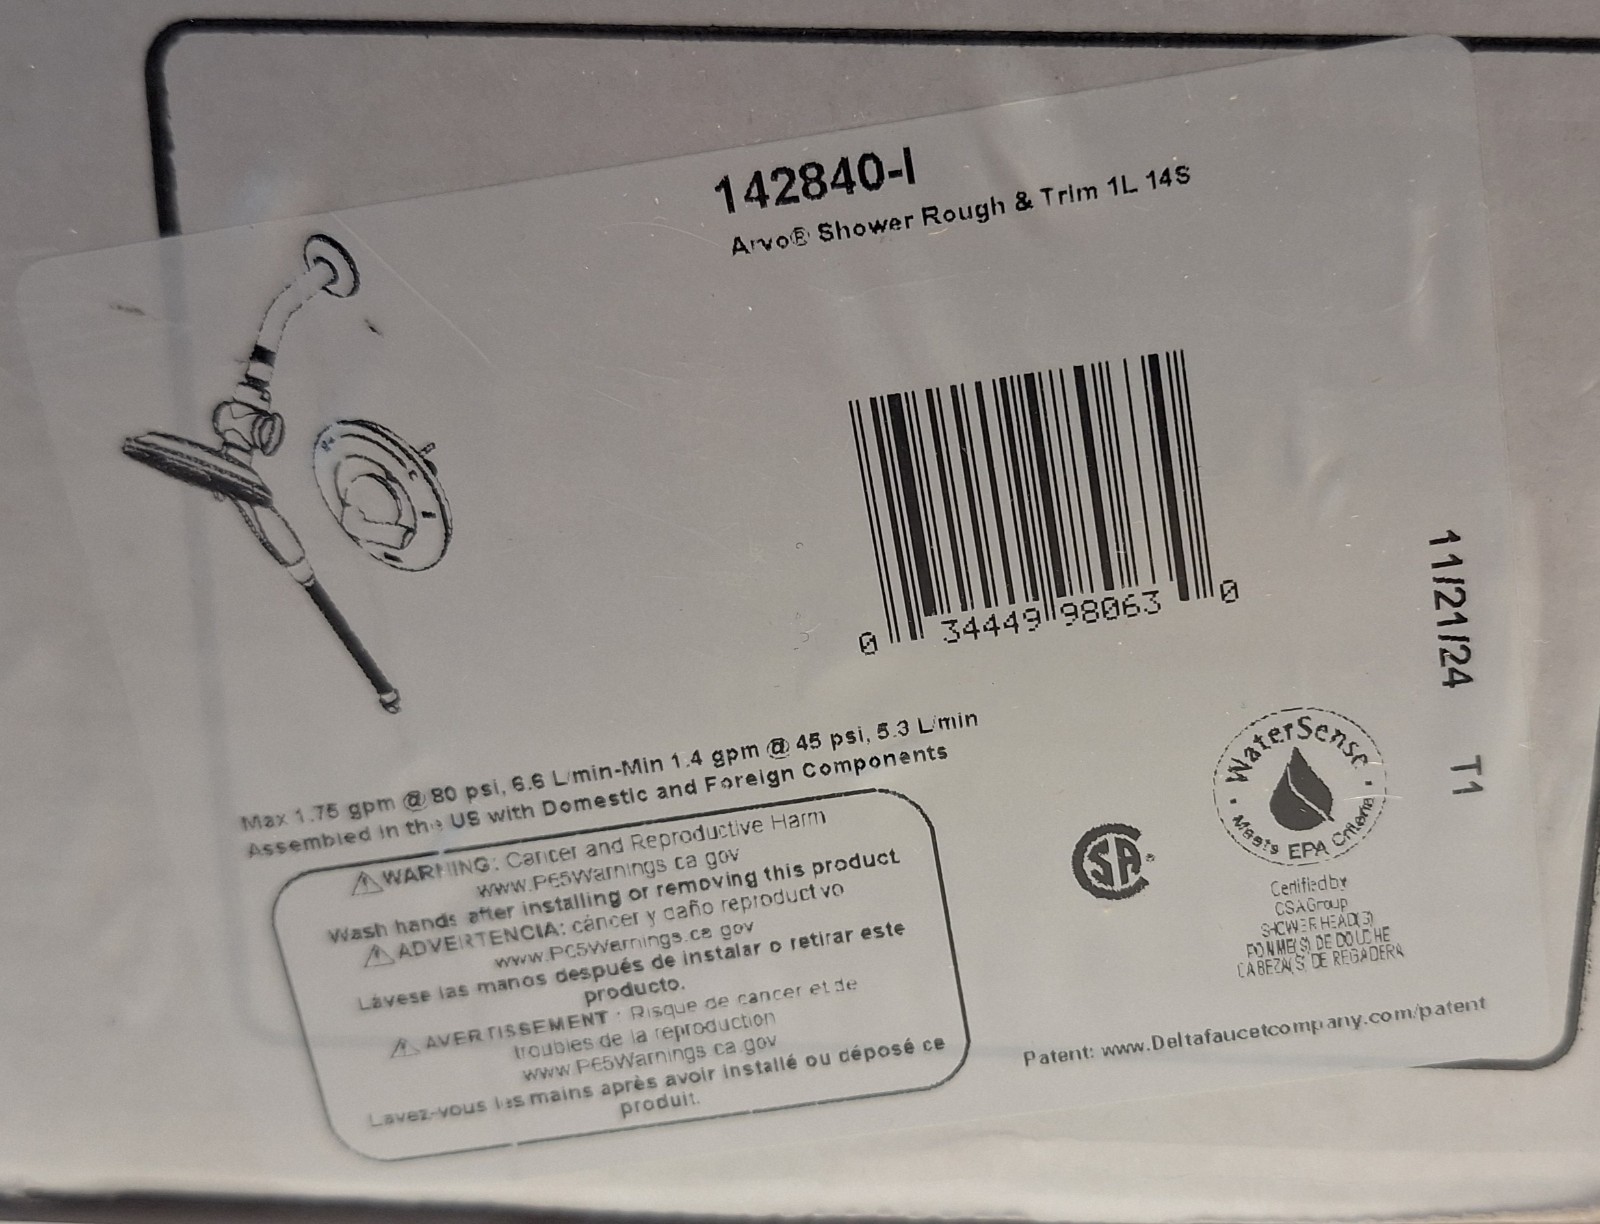 142840-I
Arvo® Shower Rough & Trim 1L 14S
0 34449 98063 0
11/21/24 T1
Max 1.75 gpm @ 80 psi, 6.6 L/min-Min 1.4 gpm @ 45 psi, 5.3 L/min
Assembled in the US with Domestic and Foreign Components
⚠WARNING: Cancer and Reproductive Harm
www.P65Warnings.ca.gov
Wash hands after installing or removing this product
⚠ADVERTENCIA: cáncer y daño reproductivo
www.P65Warnings.ca.gov
Lávese las manos después de instalar o retirar este
producto.
⚠AVERTISSEMENT : Risque de cancer et de
troubles de la reproduction
www.P65Warnings.ca.gov
Lavez-vous les mains après avoir installé ou déposé ce
produit.
SA®
WaterSense
Meets EPA Criteria
Certified by
CSA Group
SHOWER HEAD(S)
POMME(S) DE DOUCHE
CABEZA(S) DE REGADERA
Patent: www.Deltafaucetcompany.com/patent